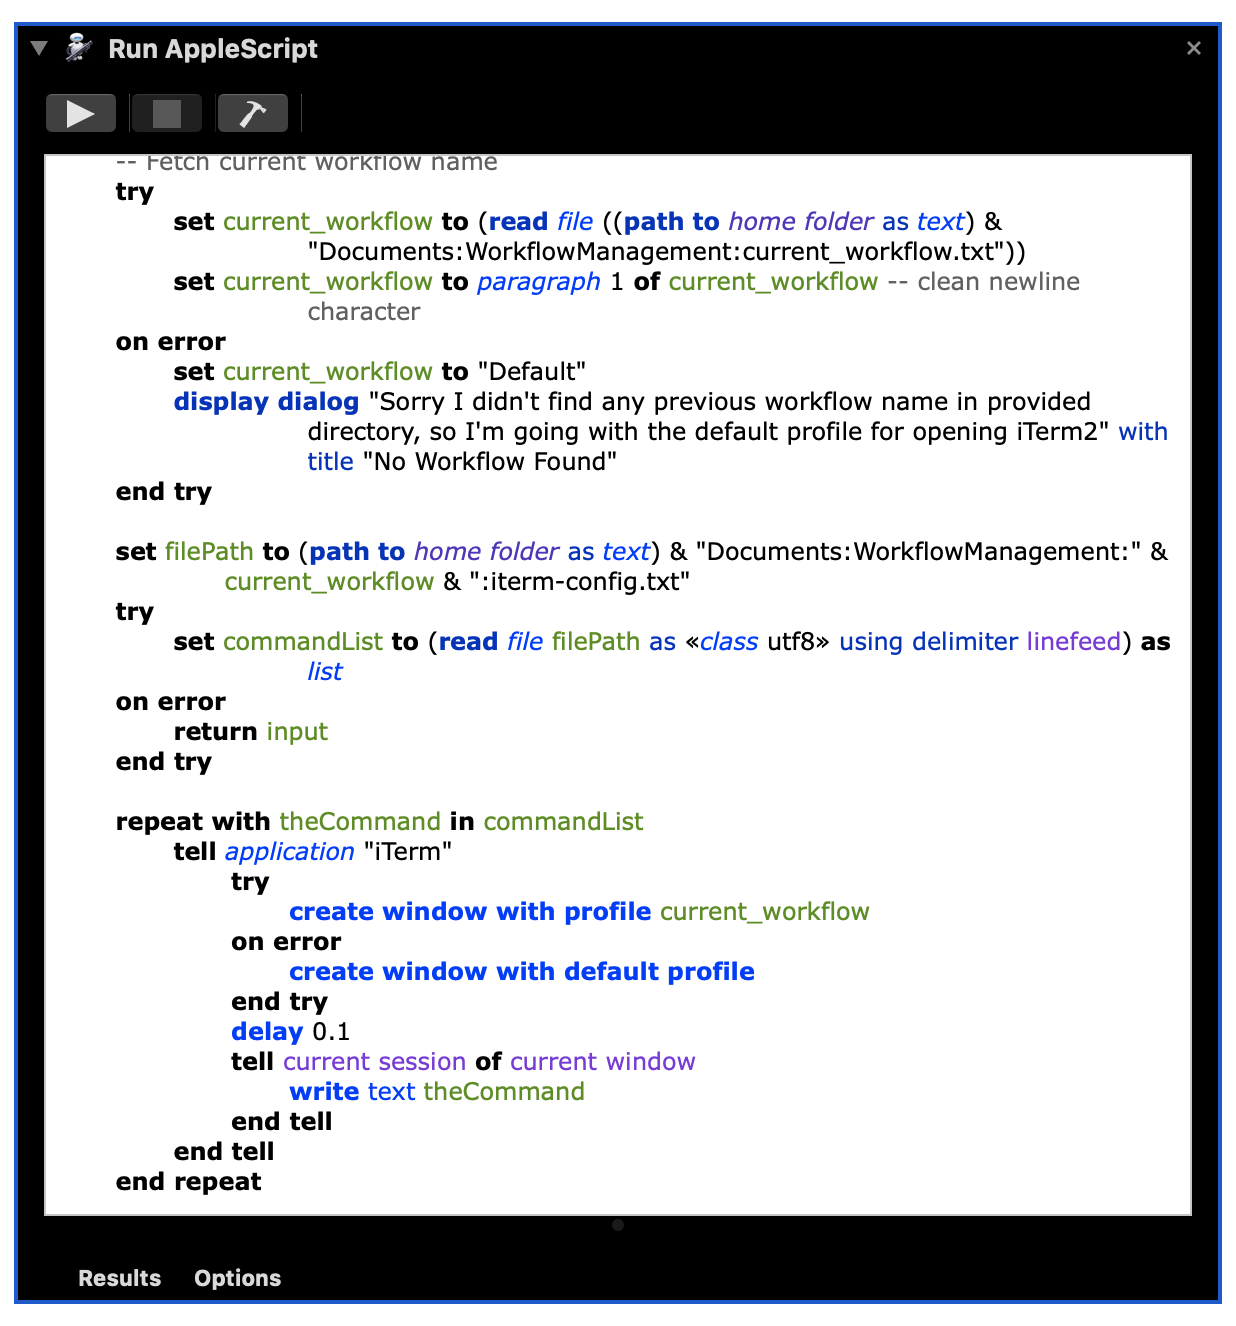 Run AppleScript
-- Fetch current workflow name
try
set current_workflow to (read file ((path to home folder as text) &
"Documents:WorkflowManagement:current_workflow.txt"))
set current_workflow to paragraph 1 of current_workflow -- clean newline
character
on error
set current_workflow to "Default"
display dialog "Sorry I didn't find any previous workflow name in provided
directory, so I'm going with the default profile for opening iTerm2" with
title "No Workflow Found"
end try
set filePath to (path to home folder as text) & "Documents:WorkflowManagement:" &
current_workflow & ":iterm-config.txt"
try
set commandList to (read file filePath as «class utf8» using delimiter linefeed) as
list
on error
return input
end try
repeat with theCommand in commandList
tell application "iTerm"
try
create window with profile current_workflow
on error
create window with default profile
end try
delay 0.1
tell current session of current window
write text theCommand
end tell
end tell
end repeat
Results Options